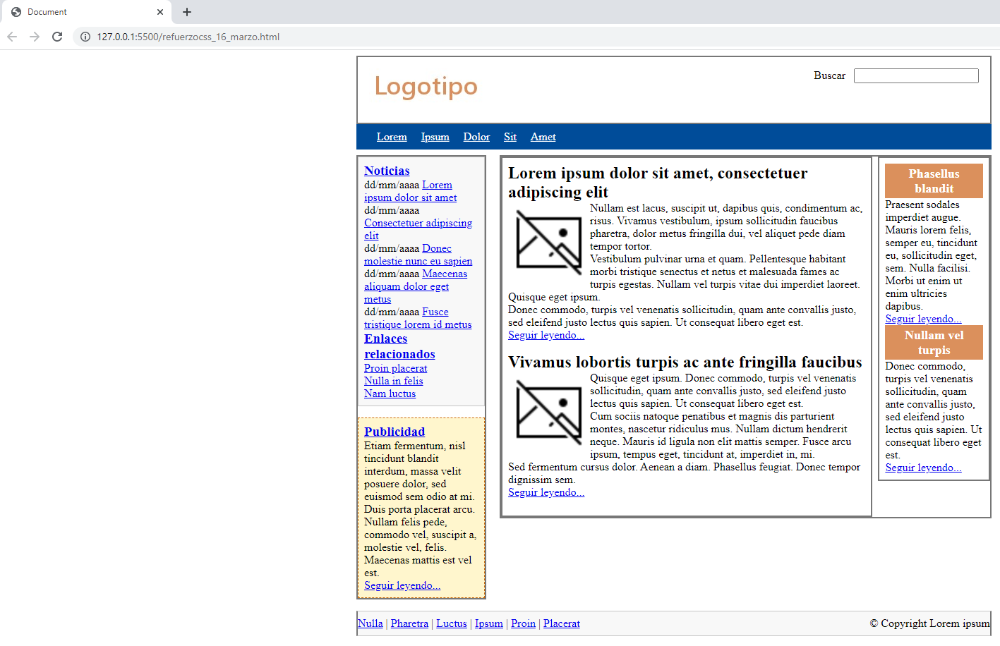 Document
127.0.0.1:5500/refuerzocss_16_marzo.html
Logotipo
Buscar
Lorem Ipsum Dolor Sit Amet
Noticias
dd/mm/aaaa Lorem
ipsum dolor sit amet
dd/mm/aaaa
Consectetuer adipiscing
elit
dd/mm/aaaa Donec
molestie nunc eu sapien
dd/mm/aaaa Maecenas
aliquam dolor eget
metus
dd/mm/aaaa Fusce
tristique lorem id metus
Enlaces
relacionados
Proin placerat
Nulla in felis
Nam luctus
Publicidad
Etiam fermentum, nisl
tincidunt blandit
interdum, massa velit
posuere dolor, sed
euismod sem odio at mi.
Duis porta placerat arcu.
Nullam felis pede,
commodo vel, suscipit a,
molestie vel, felis.
Maecenas mattis est vel
est.
Seguir leyendo...
Lorem ipsum dolor sit amet, consectetuer
adipiscing elit
Nullam est lacus, suscipit ut, dapibus quis, condimentum ac,
risus. Vivamus vestibulum, ipsum sollicitudin faucibus
pharetra, dolor metus fringilla dui, vel aliquet pede diam
tempor tortor.
Vestibulum pulvinar urna et quam. Pellentesque habitant
morbi tristique senectus et netus et malesuada fames ac
turpis egestas. Nullam vel turpis vitae dui imperdiet laoreet.
Quisque eget ipsum.
Donec commodo, turpis vel venenatis sollicitudin, quam ante convallis justo,
sed eleifend justo lectus quis sapien. Ut consequat libero eget est.
Seguir leyendo...
Vivamus lobortis turpis ac ante fringilla faucibus
Quisque eget ipsum. Donec commodo, turpis vel venenatis
sollicitudin, quam ante convallis justo, sed eleifend justo
lectus quis sapien. Ut consequat libero eget est.
Cum sociis natoque penatibus et magnis dis parturient
montes, nascetur ridiculus mus. Nullam dictum hendrerit
neque. Mauris id ligula non elit mattis semper. Fusce arcu
ipsum, tempus eget, tincidunt at, imperdiet in, mi.
Sed fermentum cursus dolor. Aenean a diam. Phasellus feugiat. Donec tempor
dignissim sem.
Seguir leyendo...
Phasellus
blandit
Praesent sodales
imperdiet augue.
Mauris lorem felis,
semper eu, tincidunt
eu, sollicitudin eget,
sem. Nulla facilisi.
Morbi ut enim ut
enim ultricies
dapibus.
Seguir leyendo...
Nullam vel
turpis
Donec commodo,
turpis vel venenatis
sollicitudin, quam
ante convallis justo,
sed eleifend justo
lectus quis sapien. Ut
consequat libero eget
est.
Seguir leyendo...
Nulla | Pharetra | Luctus | Ipsum | Proin | Placerat
© Copyright Lorem ipsum